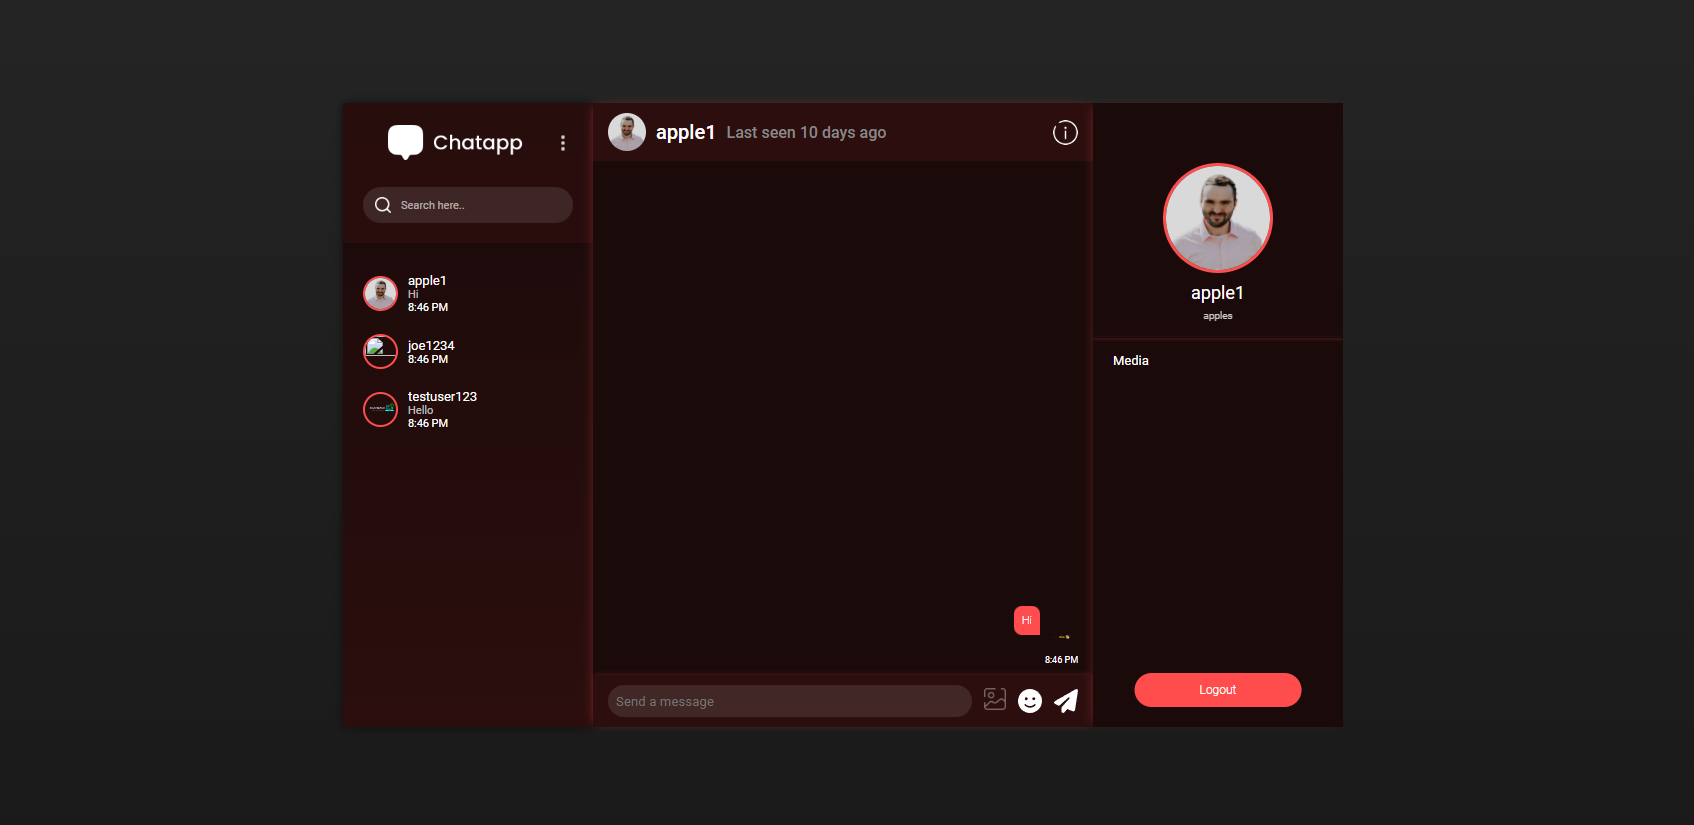 Chatapp
Search here..
apple1
Hi
8:46 PM
joe1234
8:46 PM
testuser123
Hello
8:46 PM
apple1 Last seen 10 days ago
Hi
8:46 PM
Send a message
apple1
apples
Media
Logout